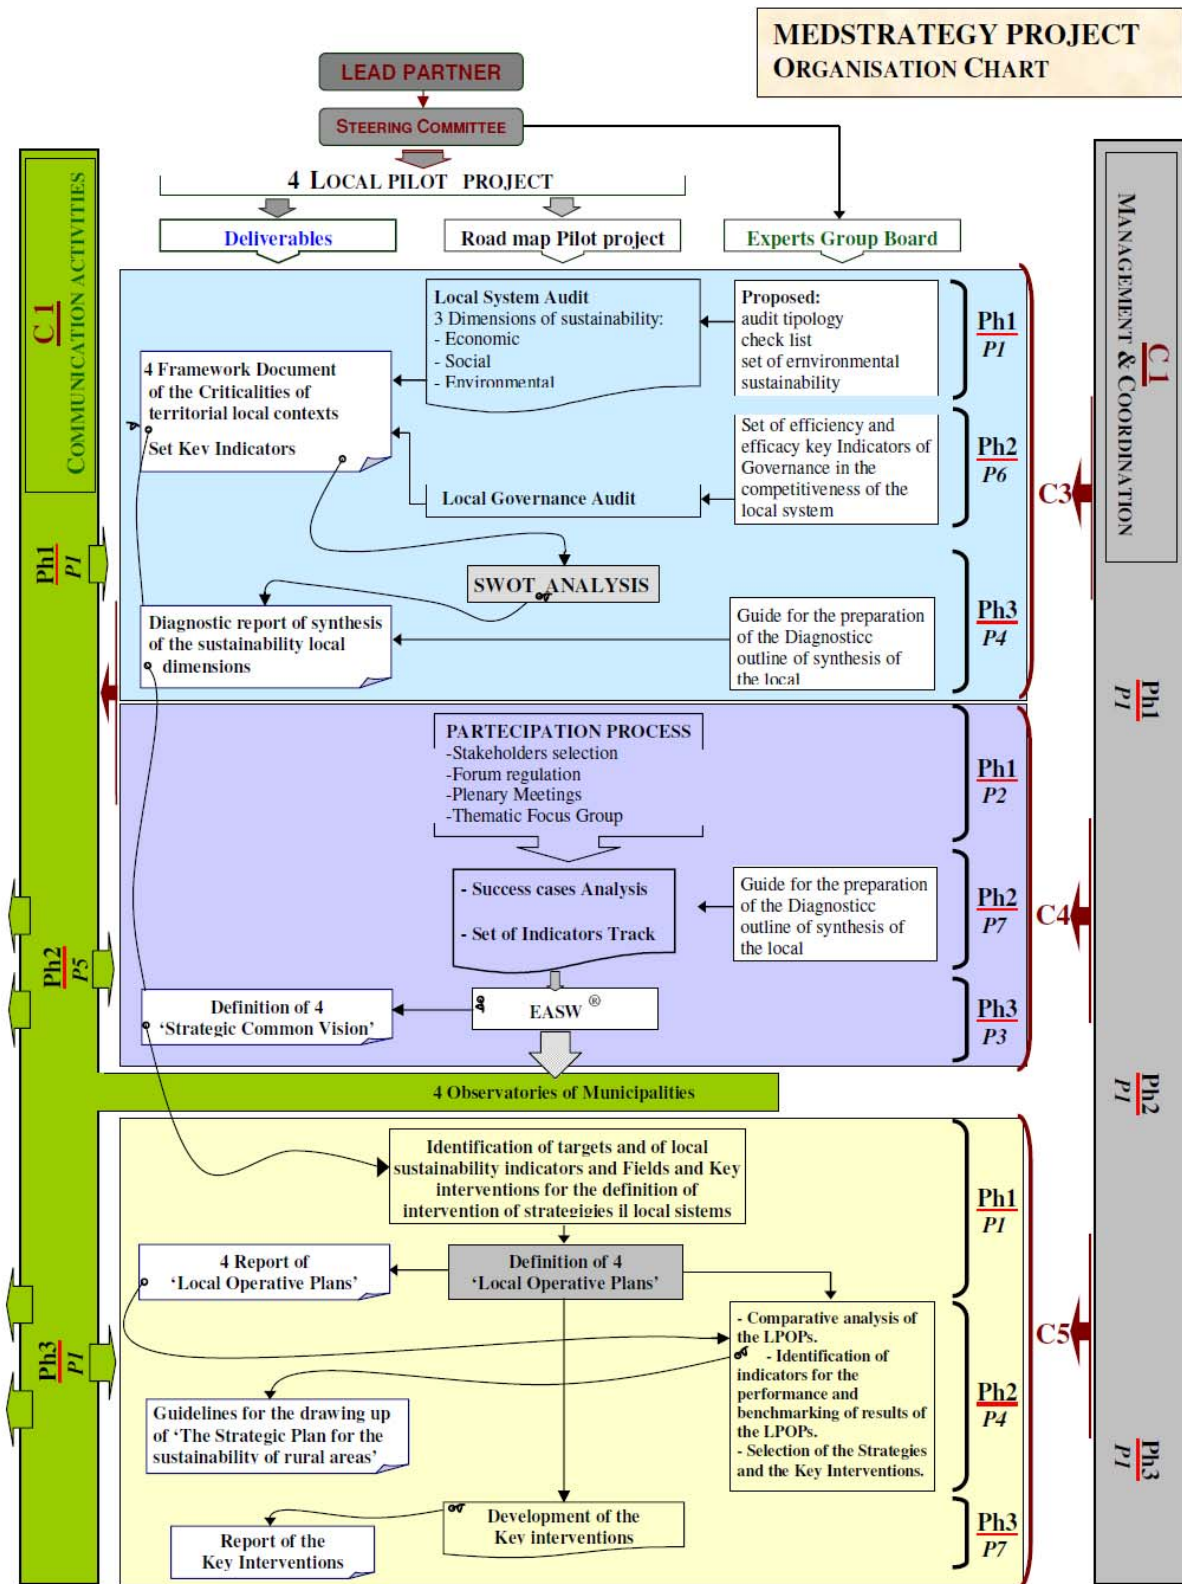 MEDSTRATEGY PROJECT
ORGANISATION CHART
LEAD PARTNER
STEERING COMMITTEE
4 LOCAL PILOT PROJECT
Deliverables
Road map Pilot project
Experts Group Board
C 1
COMMUNICATION ACTIVITIES
C 1
MANAGEMENT & COORDINATION
Local System Audit
3 Dimensions of sustainability:
- Economic
- Social
- Environmental
Proposed:
audit tipology
check list
set of ernvironmental
sustainability
Ph1
P1
4 Framework Document
of the Criticalities of
territorial local contexts
Set Key Indicators
Local Governance Audit
Set of efficiency and
efficacy key Indicators of
Governance in the
competitiveness of the
local system
Ph2
P6
C3
Ph1
P1
SWOT ANALYSIS
Diagnostic report of synthesis
of the sustainability local
dimensions
Guide for the preparation
of the Diagnosticc
outline of synthesis of
the local
Ph3
P4
Ph1
P1
PARTECIPATION PROCESS
-Stakeholders selection
-Forum regulation
-Plenary Meetings
-Thematic Focus Group
Ph1
P2
- Success cases Analysis
- Set of Indicators Track
Guide for the preparation
of the Diagnosticc
outline of synthesis of
the local
Ph2
P7
C4
Ph2
P5
Definition of 4
‘Strategic Common Vision’
EASW ®
Ph3
P3
4 Observatories of Municipalities
Ph2
P1
Identification of targets and of local
sustainability indicators and Fields and Key
interventions for the definition of
intervention of strategigies il local sistems
Ph1
P1
4 Report of
‘Local Operative Plans’
Definition of 4
‘Local Operative Plans’
- Comparative analysis of
the LPOPs.
- Identification of
indicators for the
performance and
benchmarking of results of
the LPOPs.
- Selection of the Strategies
and the Key Interventions.
Ph2
P4
C5
Ph3
P1
Guidelines for the drawing up
of ‘The Strategic Plan for the
sustainability of rural areas’
Ph3
P1
Development of the
Key interventions
Report of the
Key Interventions
Ph3
P7